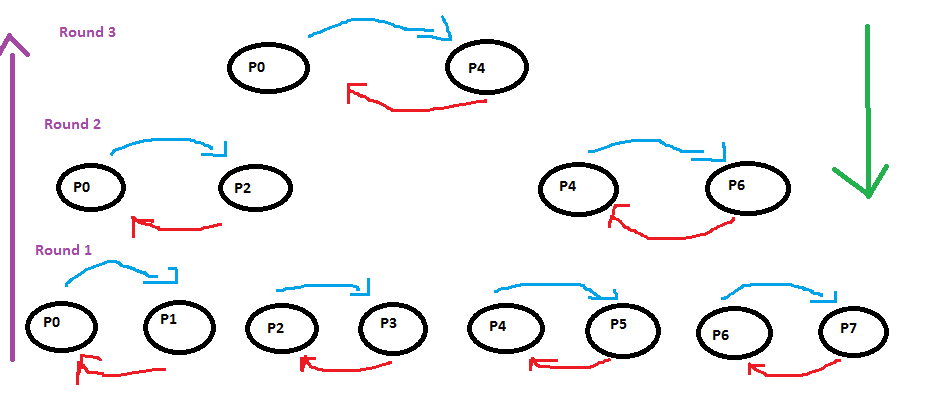 Round 3
P0 P4
Round 2
P0 P2 P4 P6
Round 1
P0 P1 P2 P3 P4 P5 P6 P7